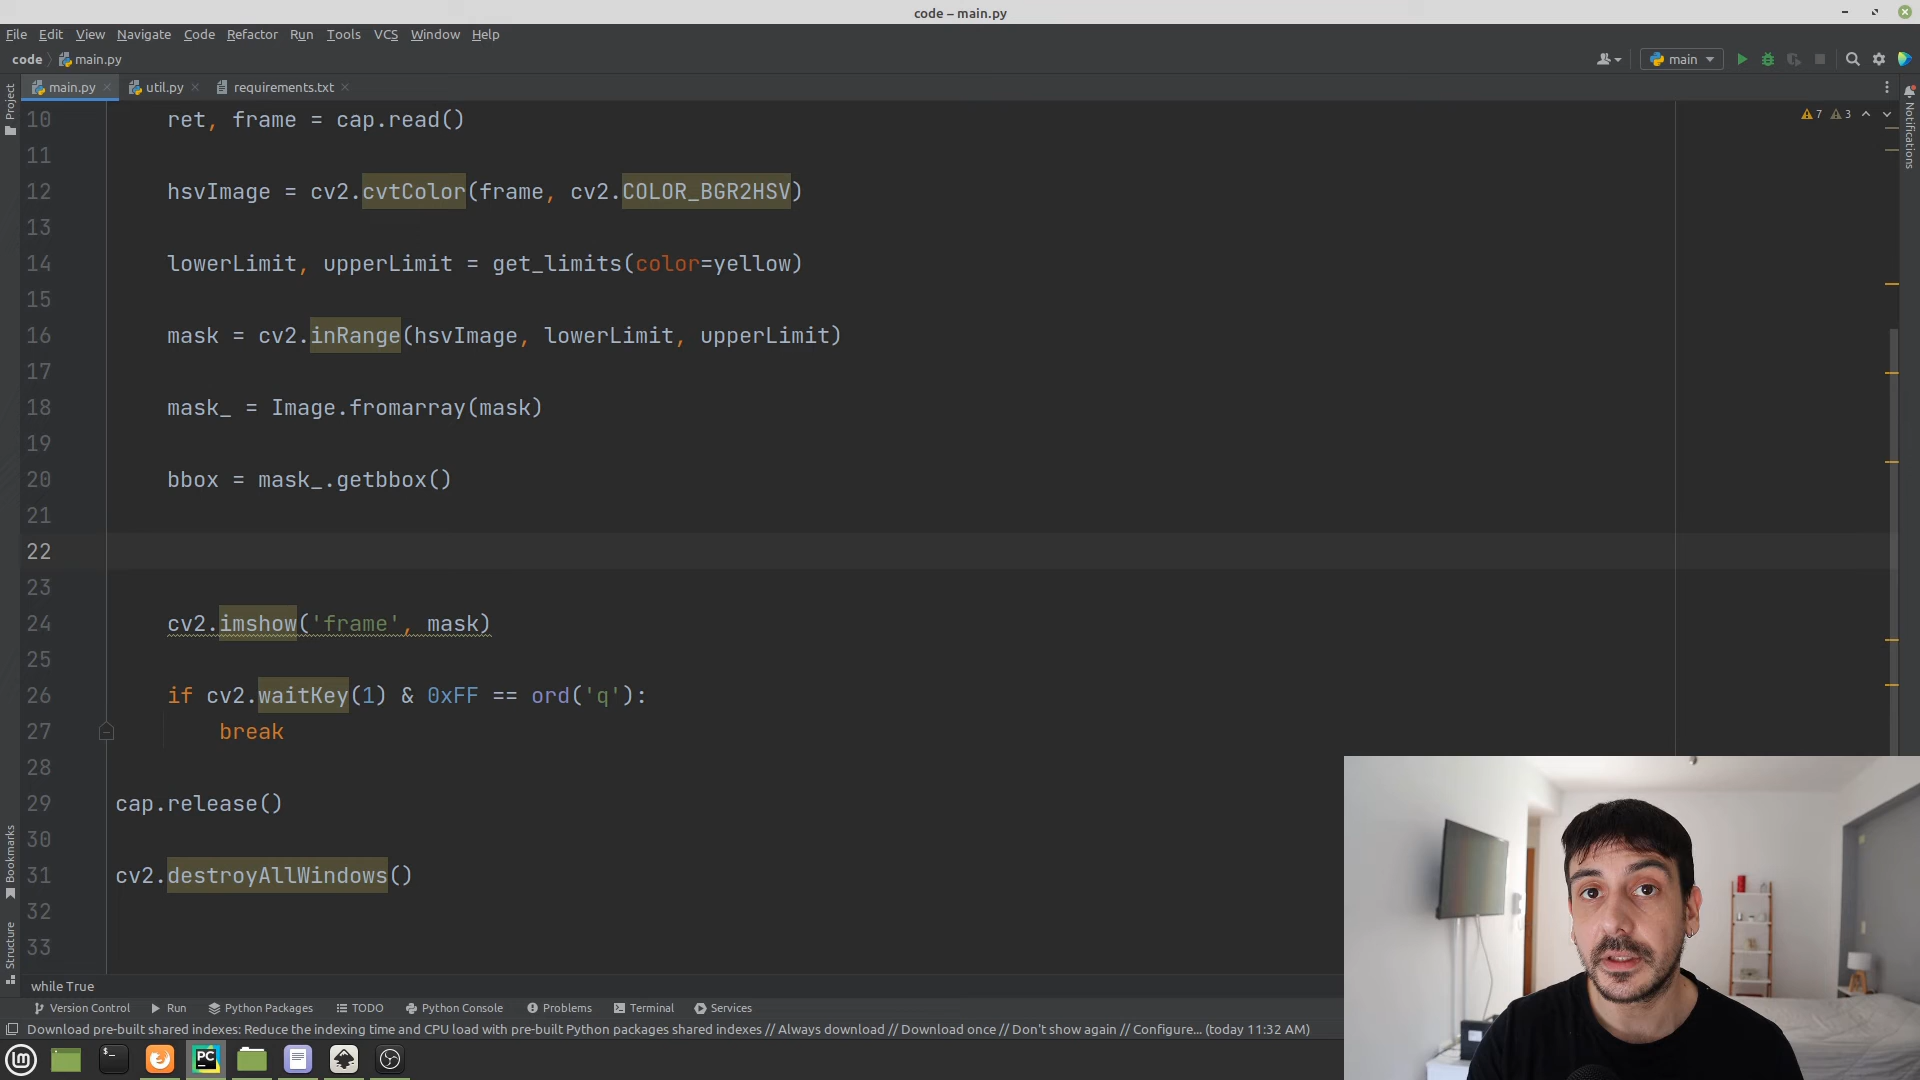 code – main.py
File Edit View Navigate Code Refactor Run Tools VCS Window Help
code main.py
main
main.py util.py requirements.txt
Project
Notifications
7 3
10 ret, frame = cap.read()
11
12 hsvImage = cv2.cvtColor(frame, cv2.COLOR_BGR2HSV)
13
14 lowerLimit, upperLimit = get_limits(color=yellow)
15
16 mask = cv2.inRange(hsvImage, lowerLimit, upperLimit)
17
18 mask_ = Image.fromarray(mask)
19
20 bbox = mask_.getbbox()
21
22
23
24 cv2.imshow('frame', mask)
25
26 if cv2.waitKey(1) & 0xFF == ord('q'):
27 break
28
29 cap.release()
30
31 cv2.destroyAllWindows()
32
33
Bookmarks
Structure
while True
Version Control Run Python Packages TODO Python Console Problems Terminal Services
Download pre-built shared indexes: Reduce the indexing time and CPU load with pre-built Python packages shared indexes // Always download // Download once // Don't show again // Configure... (today 11:32 AM)
PC